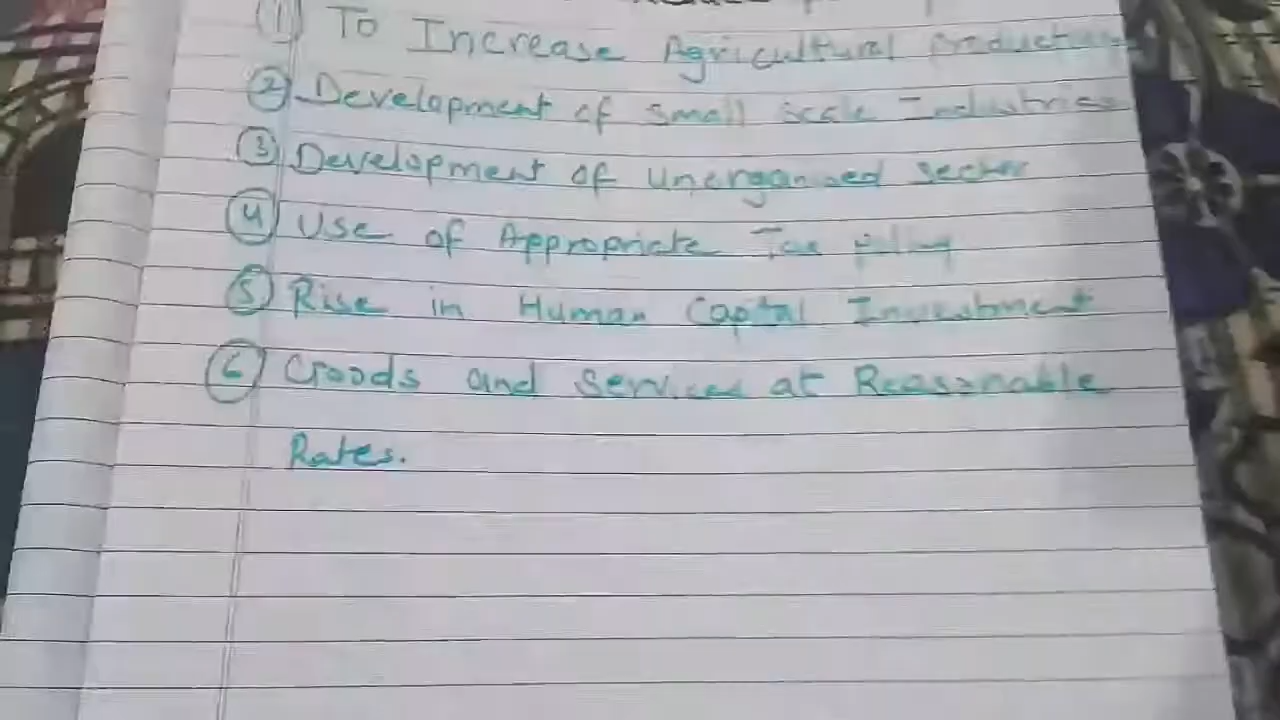 (1) To Increase Agricultural production
(2) Development of small scale Industries
(3) Development of unorganised sector
(4) Use of Appropriate Tax policy
(5) Rise in Human Capital Investment
(6) Goods and services at Reasonable
Rates.